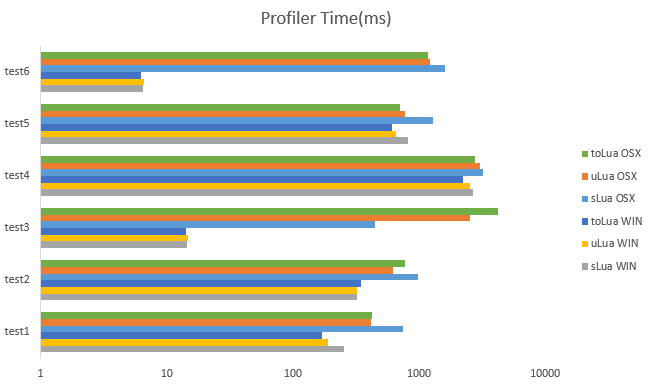 Profiler Time(ms)
test6
test5
test4
test3
test2
test1
1
10
100
1000
10000
toLua OSX
uLua OSX
sLua OSX
toLua WIN
uLua WIN
sLua WIN